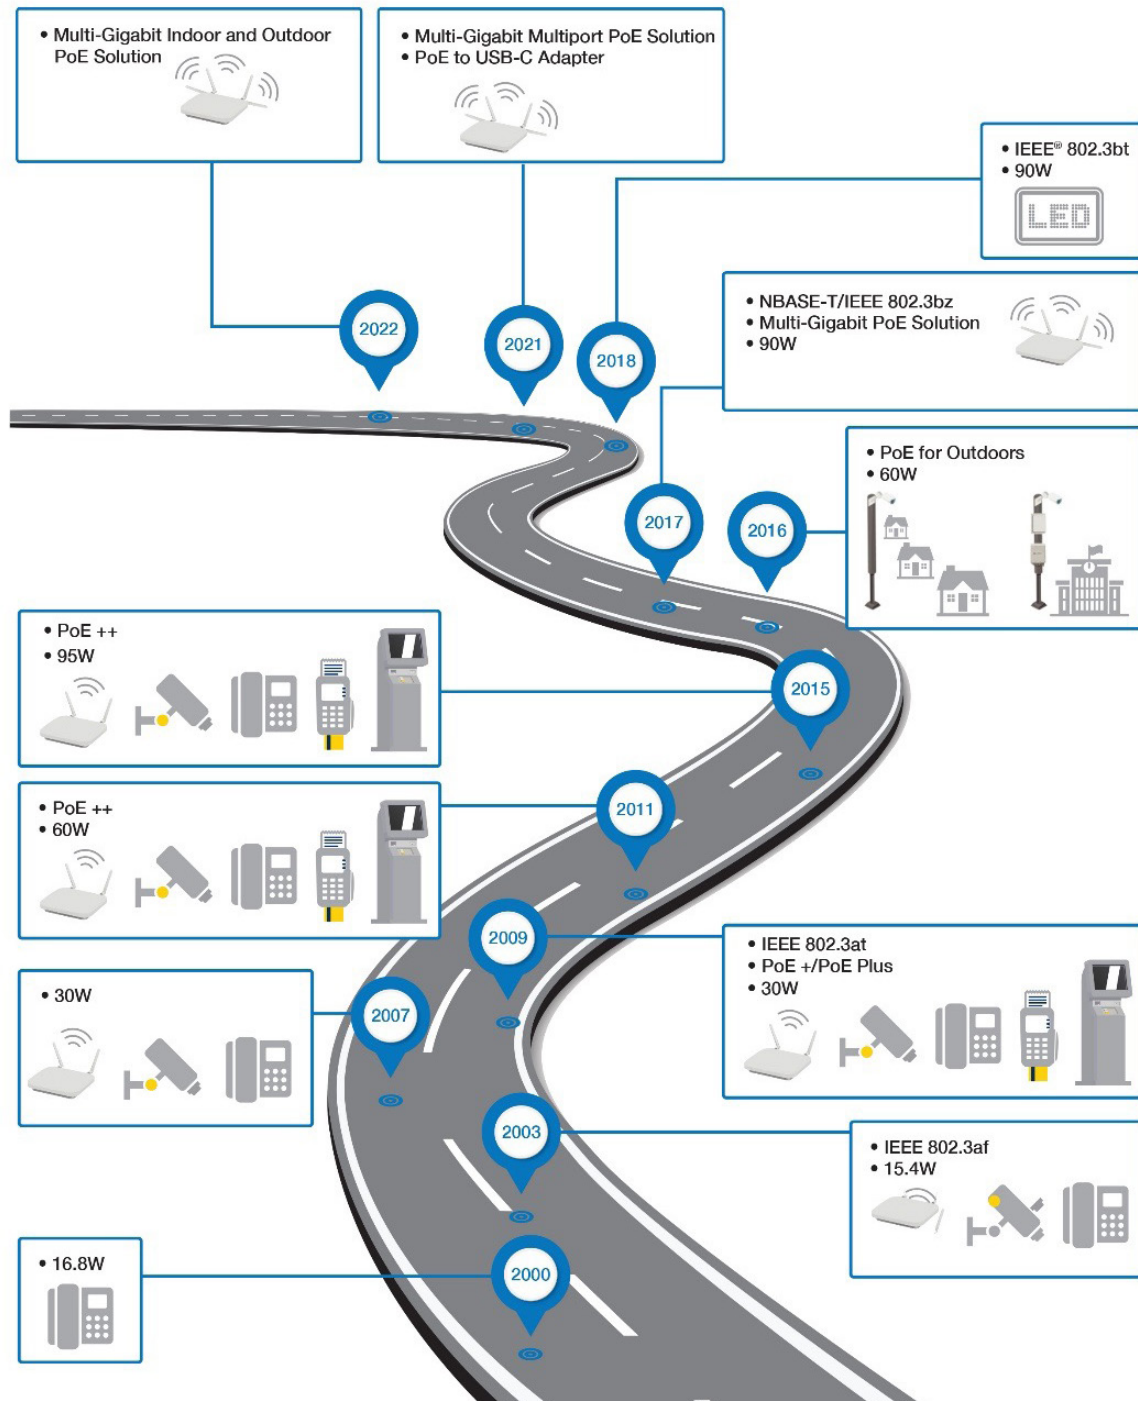 • Multi-Gigabit Indoor and Outdoor
PoE Solution
• Multi-Gigabit Multiport PoE Solution
• PoE to USB-C Adapter
• IEEE® 802.3bt
• 90W
LED
• NBASE-T/IEEE 802.3bz
• Multi-Gigabit PoE Solution
• 90W
2022
2021
2018
• PoE for Outdoors
• 60W
2017
2016
• PoE ++
• 95W
2015
• PoE ++
• 60W
2011
2009
• IEEE 802.3at
• PoE +/PoE Plus
• 30W
• 30W
2007
2003
• IEEE 802.3af
• 15.4W
• 16.8W
2000